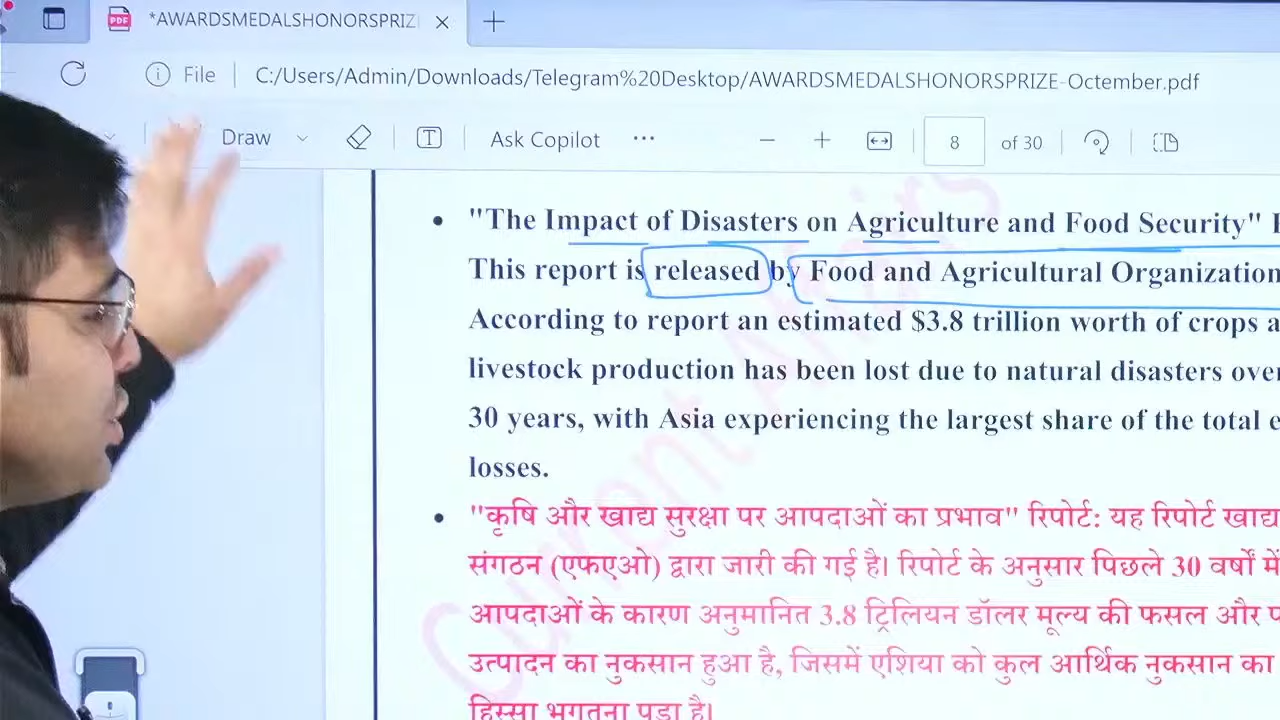 *AWARDSMEDALSHONORSPRIZ
File
C:/Users/Admin/Downloads/Telegram%20Desktop/AWARDSMEDALSHONORSPRIZE-Octember.pdf
Draw
Ask Copilot
8 of 30
• "The Impact of Disasters on Agriculture and Food Security"
This report is released by Food and Agricultural Organization
According to report an estimated $3.8 trillion worth of crops
livestock production has been lost due to natural disasters over
30 years, with Asia experiencing the largest share of the total
losses.
• "कृषि और खाद्य सुरक्षा पर आपदाओं का प्रभाव" रिपोर्ट: यह रिपोर्ट खाद्य
संगठन (एफएओ) द्वारा जारी की गई है। रिपोर्ट के अनुसार पिछले 30 वर्षों में
आपदाओं के कारण अनुमानित 3.8 ट्रिलियन डॉलर मूल्य की फसल और
उत्पादन का नुकसान हुआ है, जिसमें एशिया को कुल आर्थिक नुकसान का
हिस्सा भुगतना पड़ा है।
Current Affairs